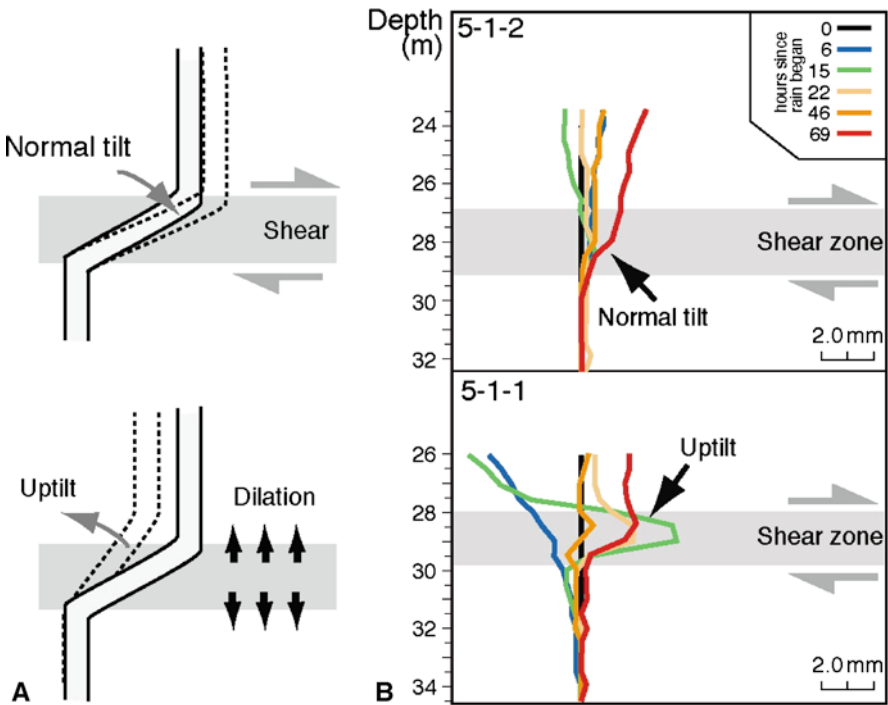 Normal tilt
Shear
Uptilt
Dilation
A
Depth
(m)
5-1-2
hours since
rain began
0
6
15
22
46
69
24
26
28
30
32
Shear zone
Normal tilt
2.0 mm
5-1-1
Uptilt
26
28
30
32
34
Shear zone
2.0 mm
B